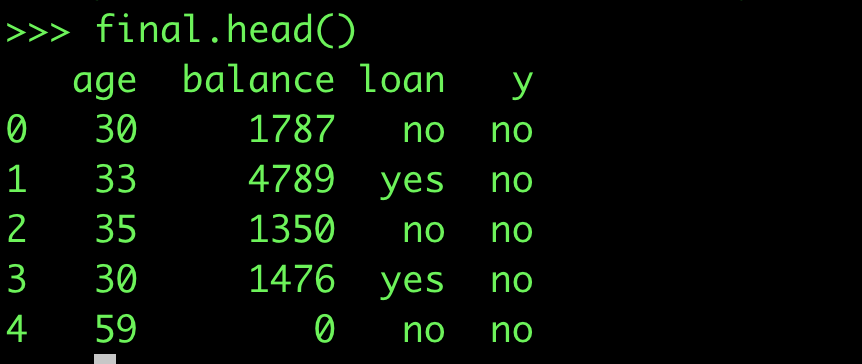 >>> final.head()
   age  balance loan   y
0   30     1787   no  no
1   33     4789  yes  no
2   35     1350   no  no
3   30     1476  yes  no
4   59        0   no  no